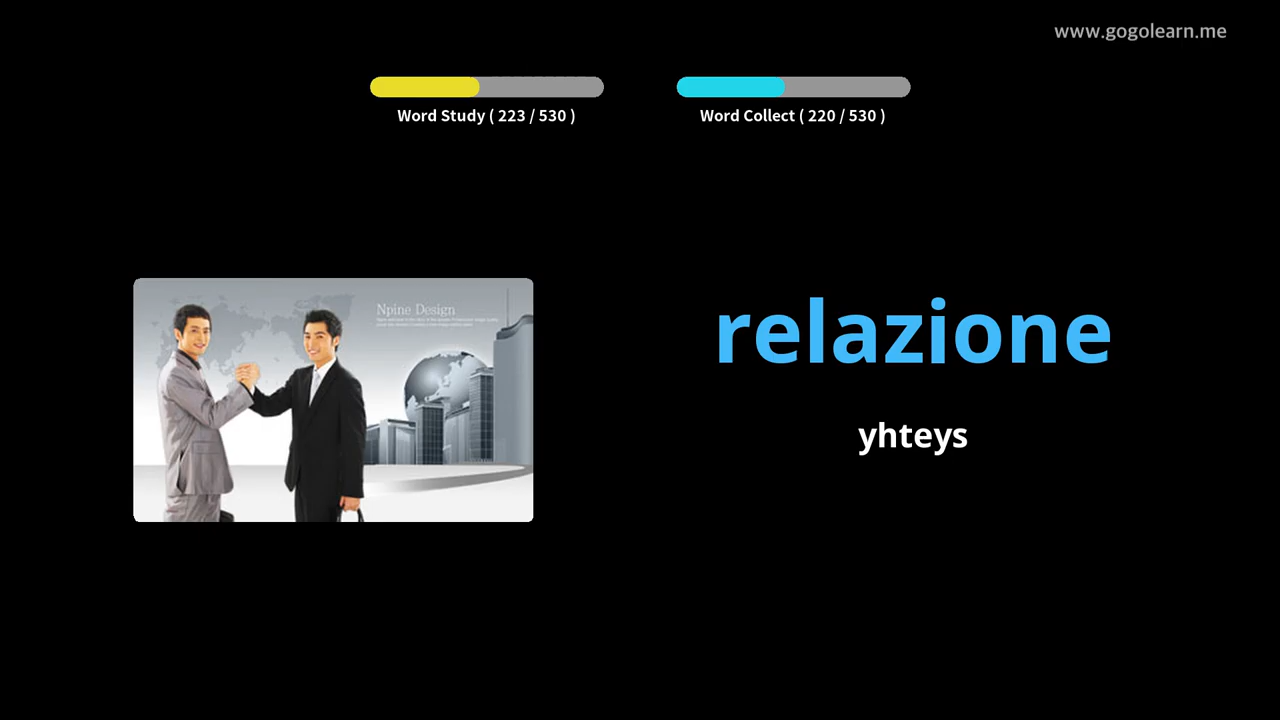 www.gogolearn.me
Word Study ( 223 / 530 )
Word Collect ( 220 / 530 )
Npine Design
relazione
yhteys